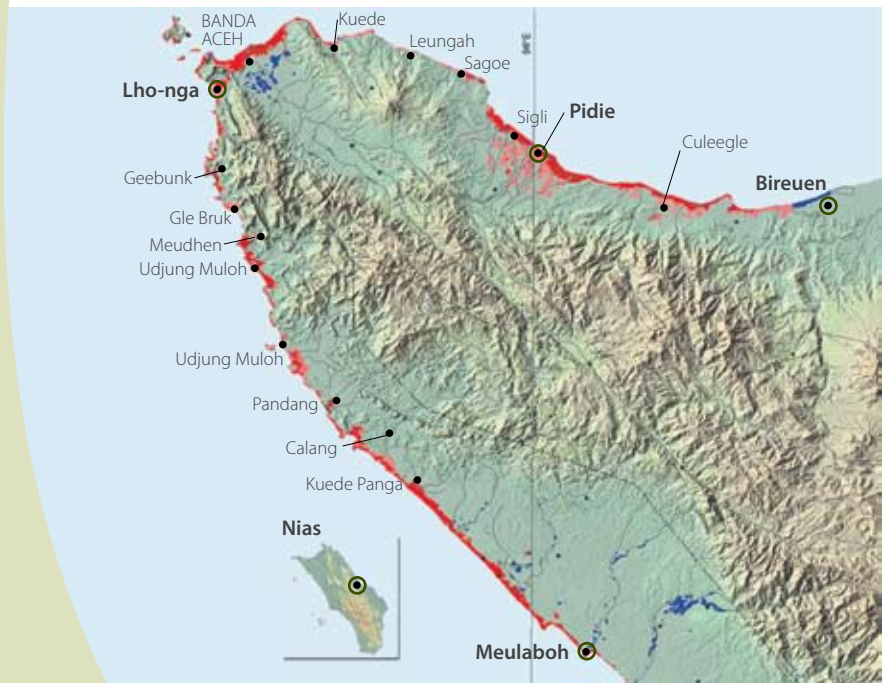 BANDA
ACEH
Kuede
Leungah
Sagoe
96°E
Lho-nga
Sigli
Pidie
Culeegle
Bireuen
Geebunk
Gle Bruk
Meudhen
Udjung Muloh
Udjung Muloh
Pandang
Calang
Kuede Panga
Nias
Meulaboh